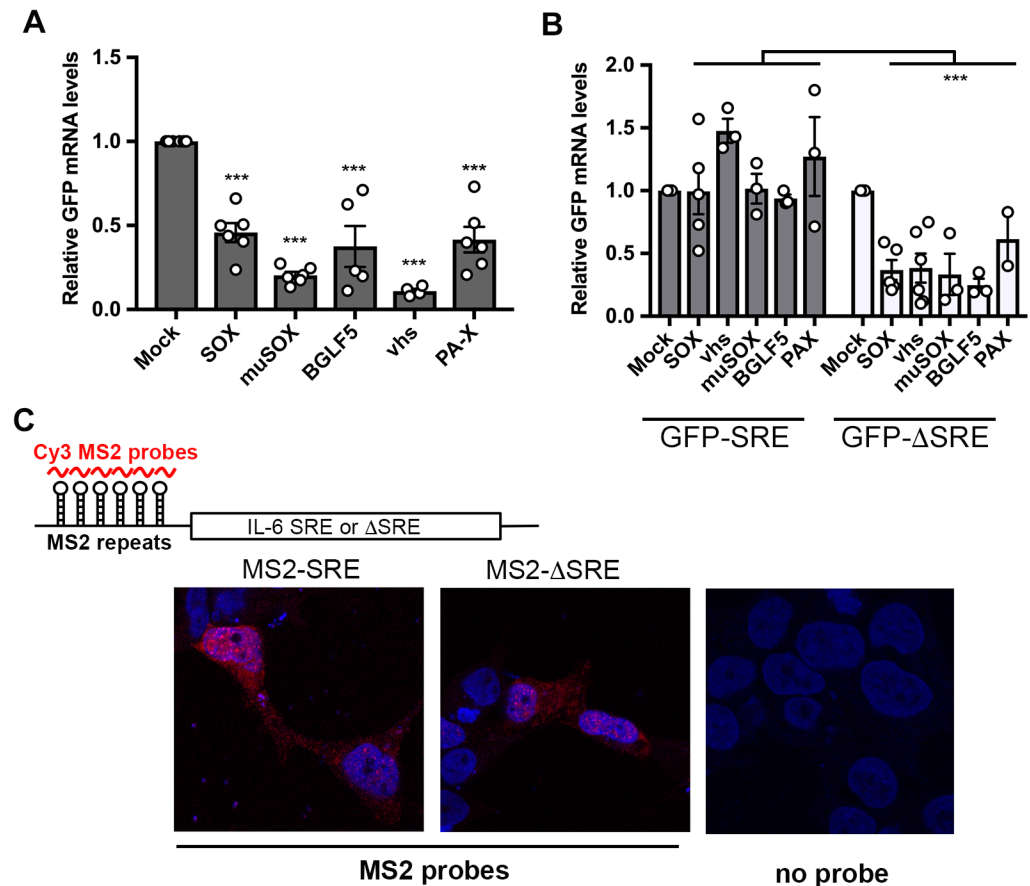 A
Relative GFP mRNA levels
1.5
1.0
0.5
0.0
***
***
***
***
***
Mock
SOX
muSOX
BGLF5
vhs
PA-X
B
Relative GFP mRNA levels
2.0
1.5
1.0
0.5
0.0
***
Mock
SOX
vhs
muSOX
BGLF5
PAX
Mock
SOX
vhs
muSOX
BGLF5
PAX
GFP-SRE
GFP-ΔSRE
C
Cy3 MS2 probes
MS2 repeats
IL-6 SRE or ΔSRE
MS2-SRE
MS2-ΔSRE
MS2 probes
no probe